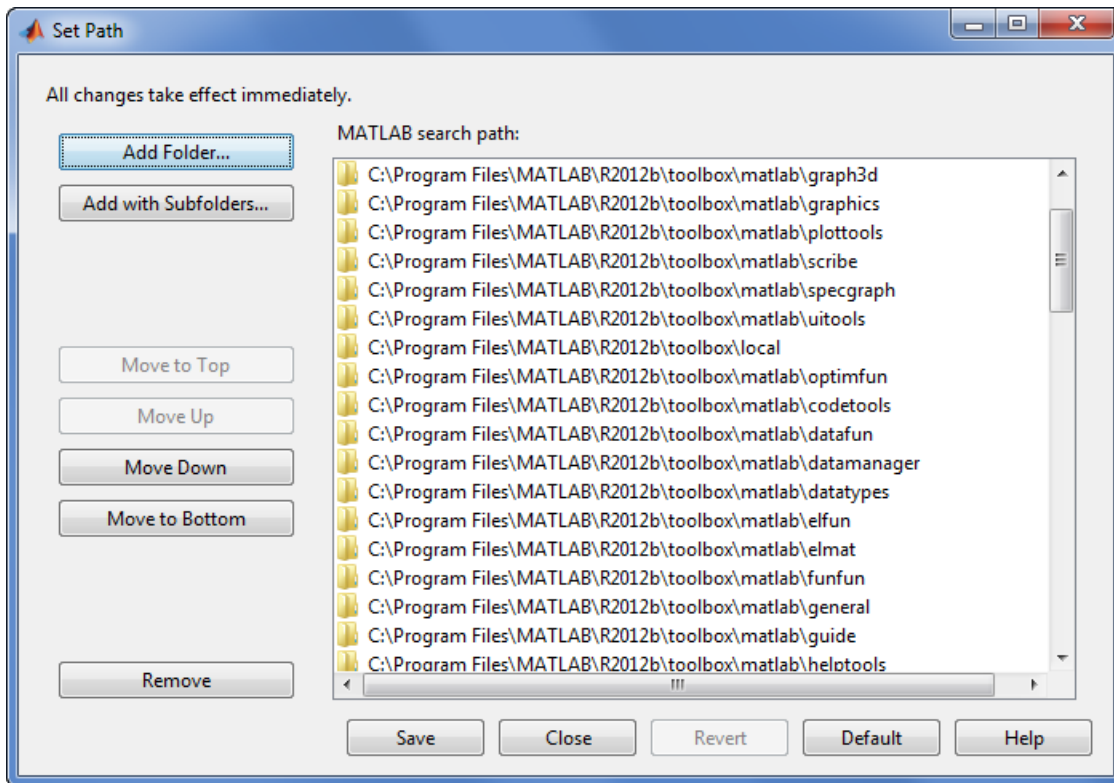 Set Path
All changes take effect immediately.
Add Folder...
Add with Subfolders...
Move to Top
Move Up
Move Down
Move to Bottom
Remove
MATLAB search path:
C:\Program Files\MATLAB\R2012b\toolbox\matlab\graph3d
C:\Program Files\MATLAB\R2012b\toolbox\matlab\graphics
C:\Program Files\MATLAB\R2012b\toolbox\matlab\plottools
C:\Program Files\MATLAB\R2012b\toolbox\matlab\scribe
C:\Program Files\MATLAB\R2012b\toolbox\matlab\specgraph
C:\Program Files\MATLAB\R2012b\toolbox\matlab\uitools
C:\Program Files\MATLAB\R2012b\toolbox\local
C:\Program Files\MATLAB\R2012b\toolbox\matlab\optimfun
C:\Program Files\MATLAB\R2012b\toolbox\matlab\codetools
C:\Program Files\MATLAB\R2012b\toolbox\matlab\datafun
C:\Program Files\MATLAB\R2012b\toolbox\matlab\datamanager
C:\Program Files\MATLAB\R2012b\toolbox\matlab\datatypes
C:\Program Files\MATLAB\R2012b\toolbox\matlab\elfun
C:\Program Files\MATLAB\R2012b\toolbox\matlab\elmat
C:\Program Files\MATLAB\R2012b\toolbox\matlab\funfun
C:\Program Files\MATLAB\R2012b\toolbox\matlab\general
C:\Program Files\MATLAB\R2012b\toolbox\matlab\guide
C:\Program Files\MATLAB\R2012b\toolbox\matlab\helptools
Save
Close
Revert
Default
Help